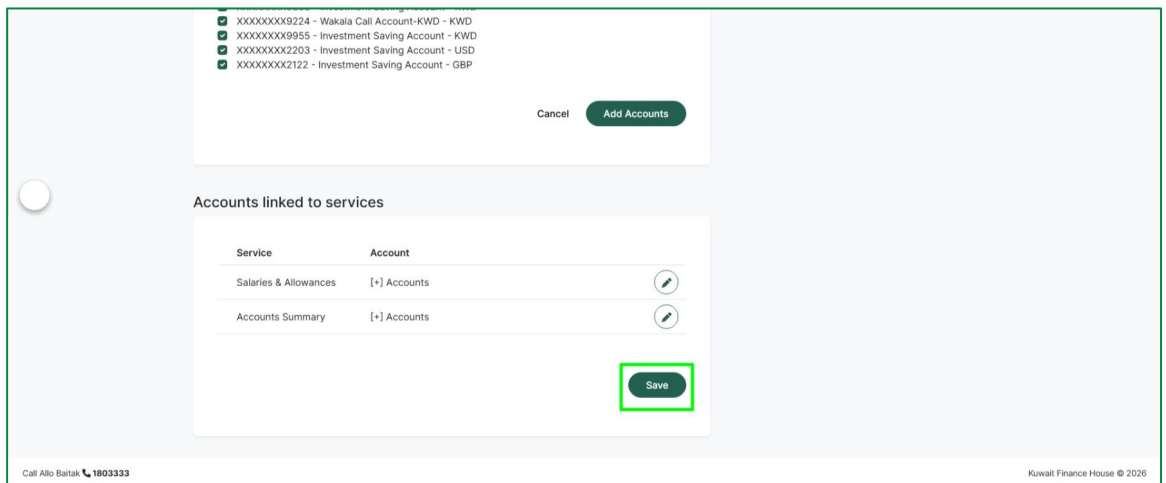 XXXXXXXX9224 - Wakala Call Account-KWD - KWD
XXXXXXXX9955 - Investment Saving Account - KWD
XXXXXXXX2203 - Investment Saving Account - USD
XXXXXXXX2122 - Investment Saving Account - GBP
Cancel Add Accounts
Accounts linked to services
Service Account
Salaries & Allowances [+] Accounts
Accounts Summary [+] Accounts
Save
Call Allo Baitak 1803333 Kuwait Finance House © 2026